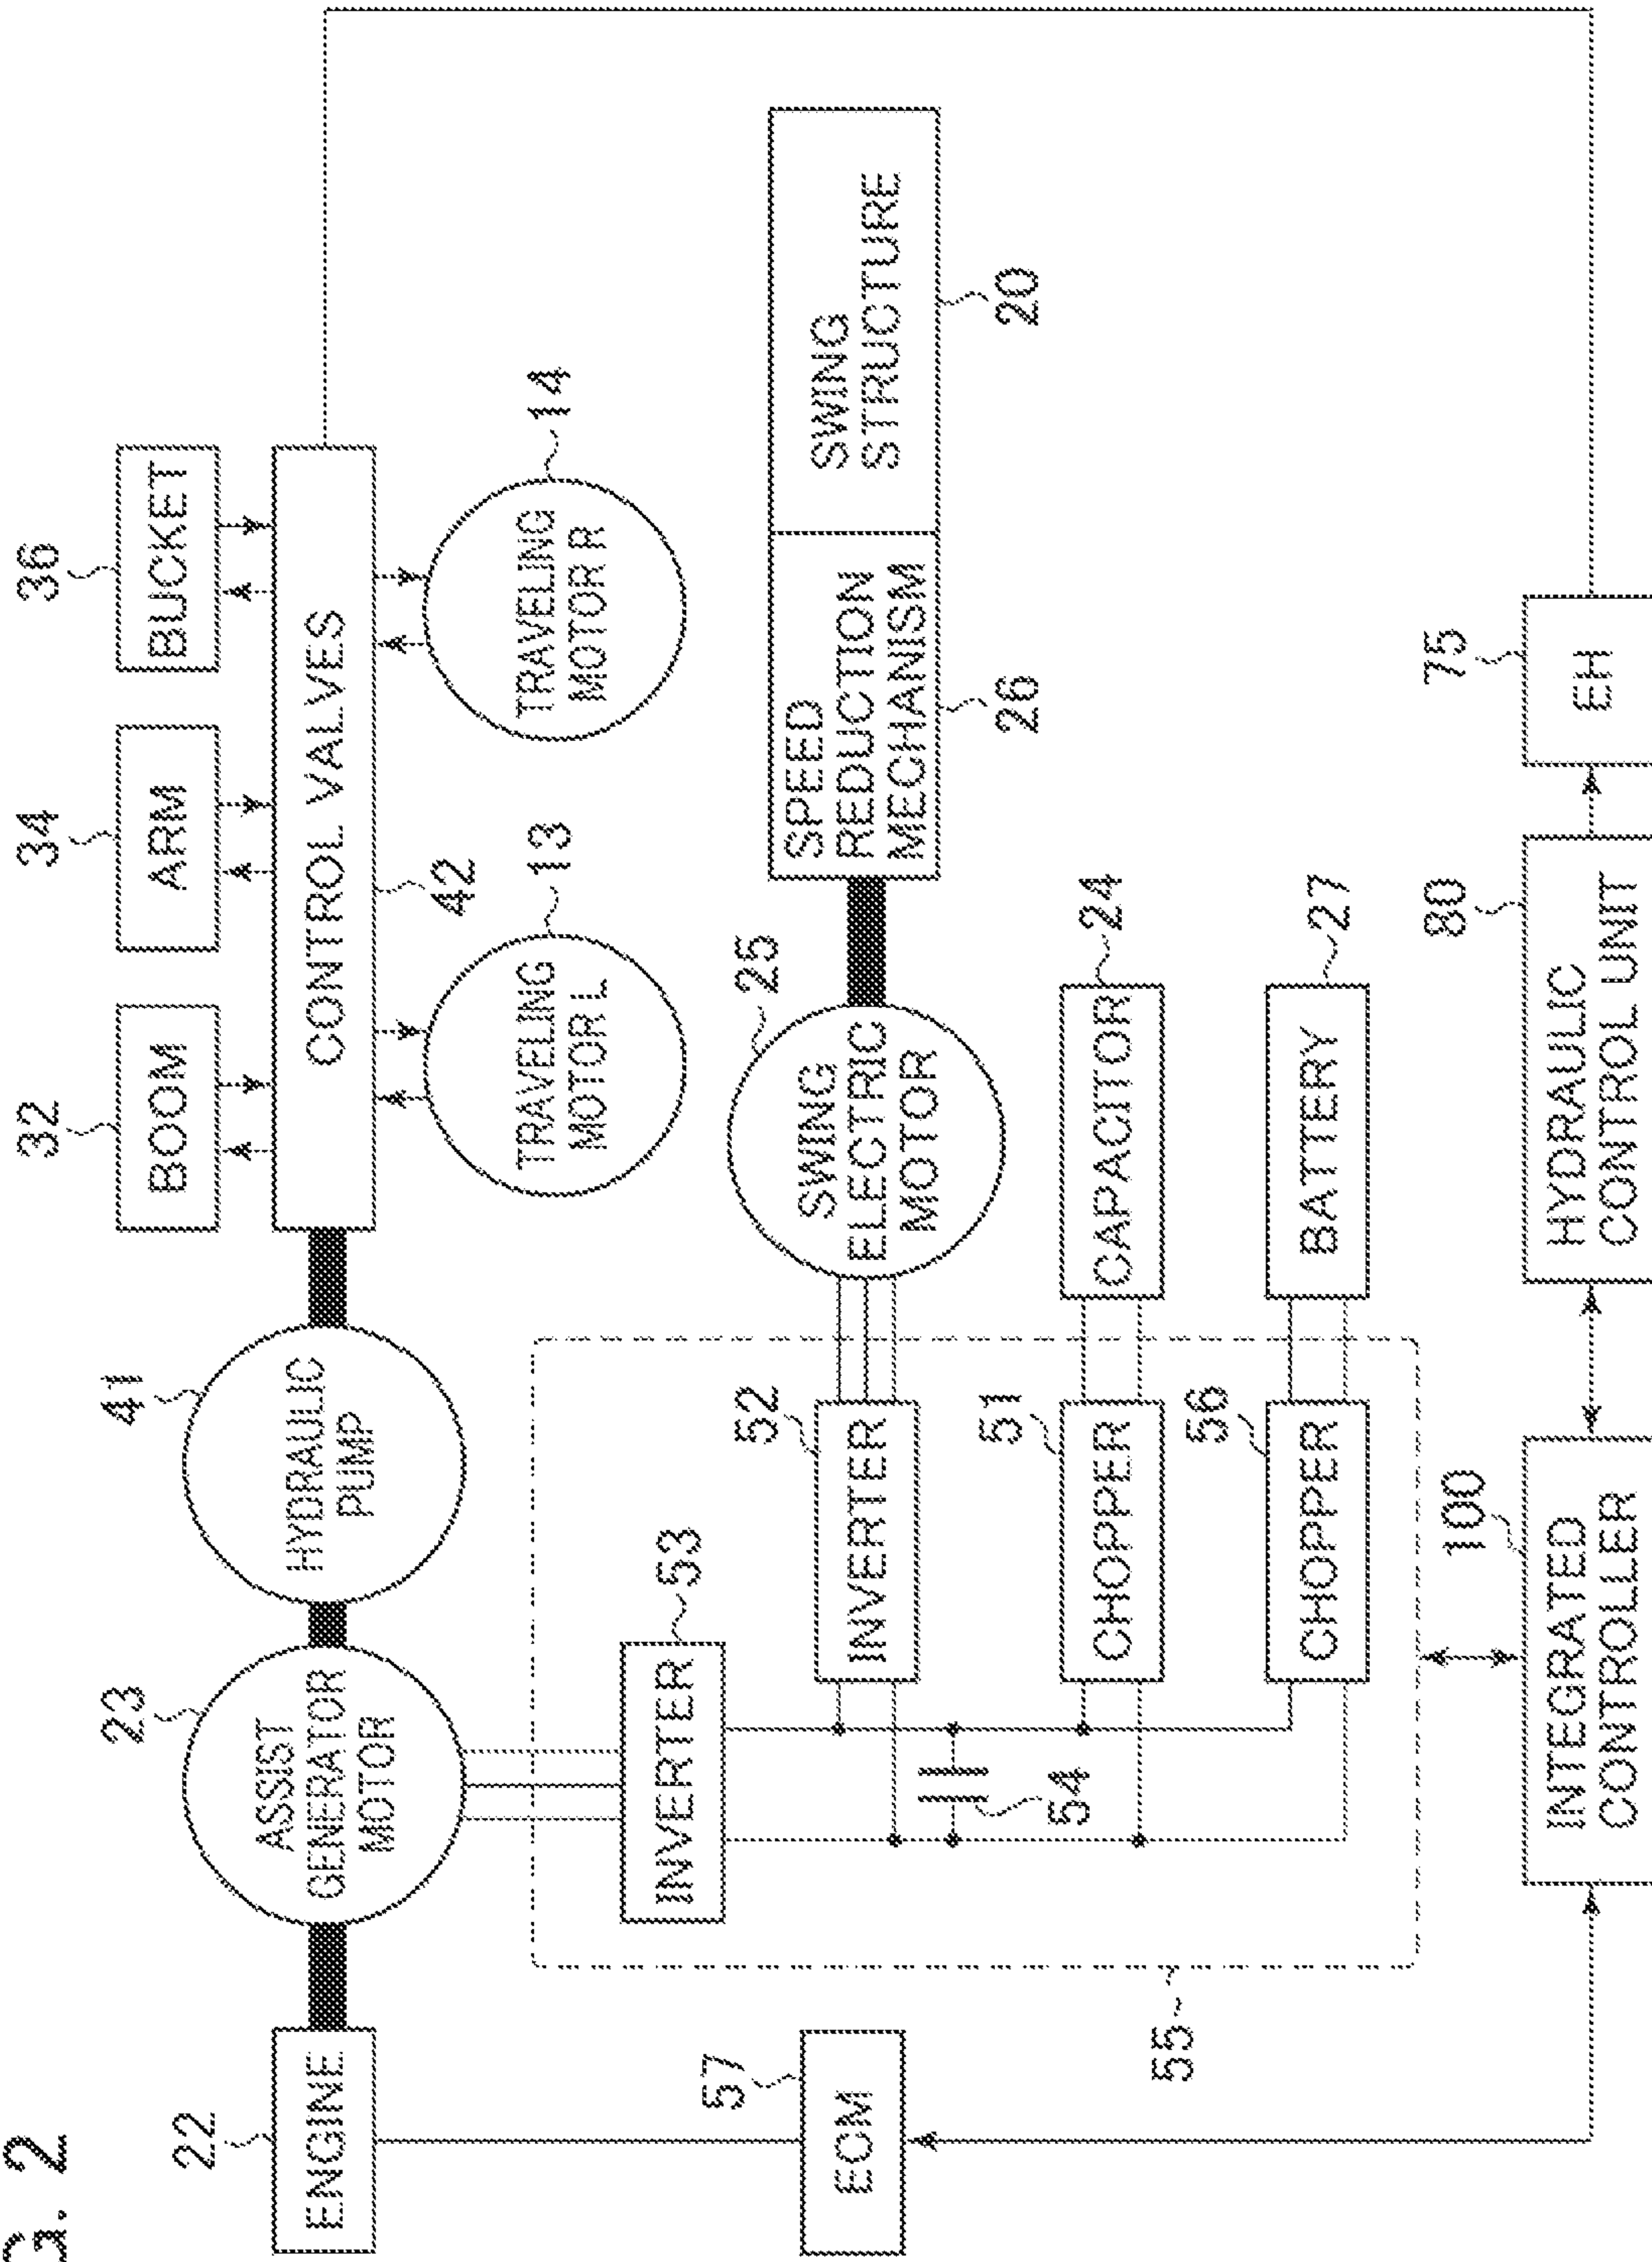 G. 2
36
34
32
BUCKET
ARM
BOOM
41
23
22
CONTROL VALVES
HYDRAULIC
PUMP
ASSIST
GENERATOR
MOTOR
ENGINE
42
14
13
TRAVELING
MOTOR R
TRAVELING
MOTOR L
53
INVERTER
57
ECM
25
SWING
ELECTRIC
MOTOR
52
INVERTER
SPEED
REDUCTION
MECHANISM
SWING
STRUCTURE
26
20
54
51
CHOPPER
CAPACITOR
24
56
CHOPPER
BATTERY
27
55
100
INTEGRATED
CONTROLLER
80
HYDRAULIC
CONTROL UNIT
75
EH